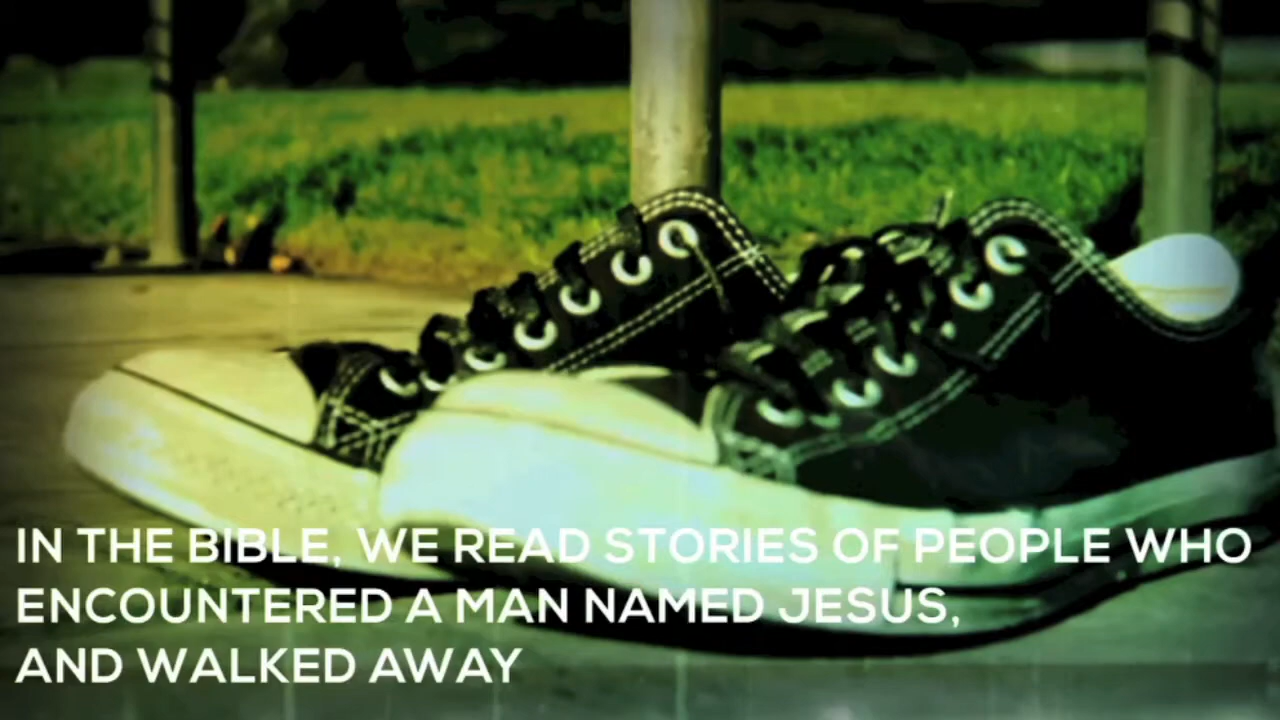 IN THE BIBLE, WE READ STORIES OF PEOPLE WHO
ENCOUNTERED A MAN NAMED JESUS,
AND WALKED AWAY